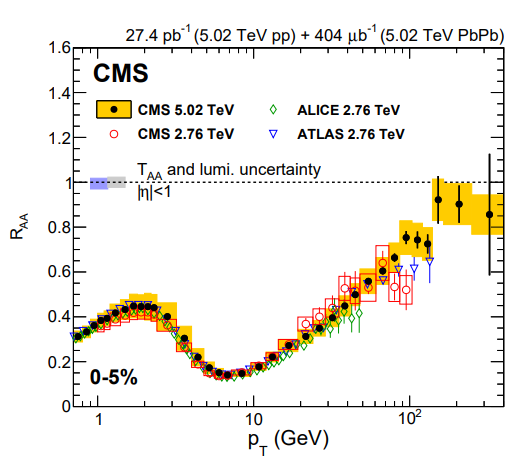 27.4 pb⁻¹ (5.02 TeV pp) + 404 μb⁻¹ (5.02 TeV PbPb)
CMS
CMS 5.02 TeV
ALICE 2.76 TeV
CMS 2.76 TeV
ATLAS 2.76 TeV
T_AA and lumi. uncertainty
|η|<1
0-5%
R_AA
1.6
1.4
1.2
1
0.8
0.6
0.4
0.2
0
1
10
10²
p_T (GeV)